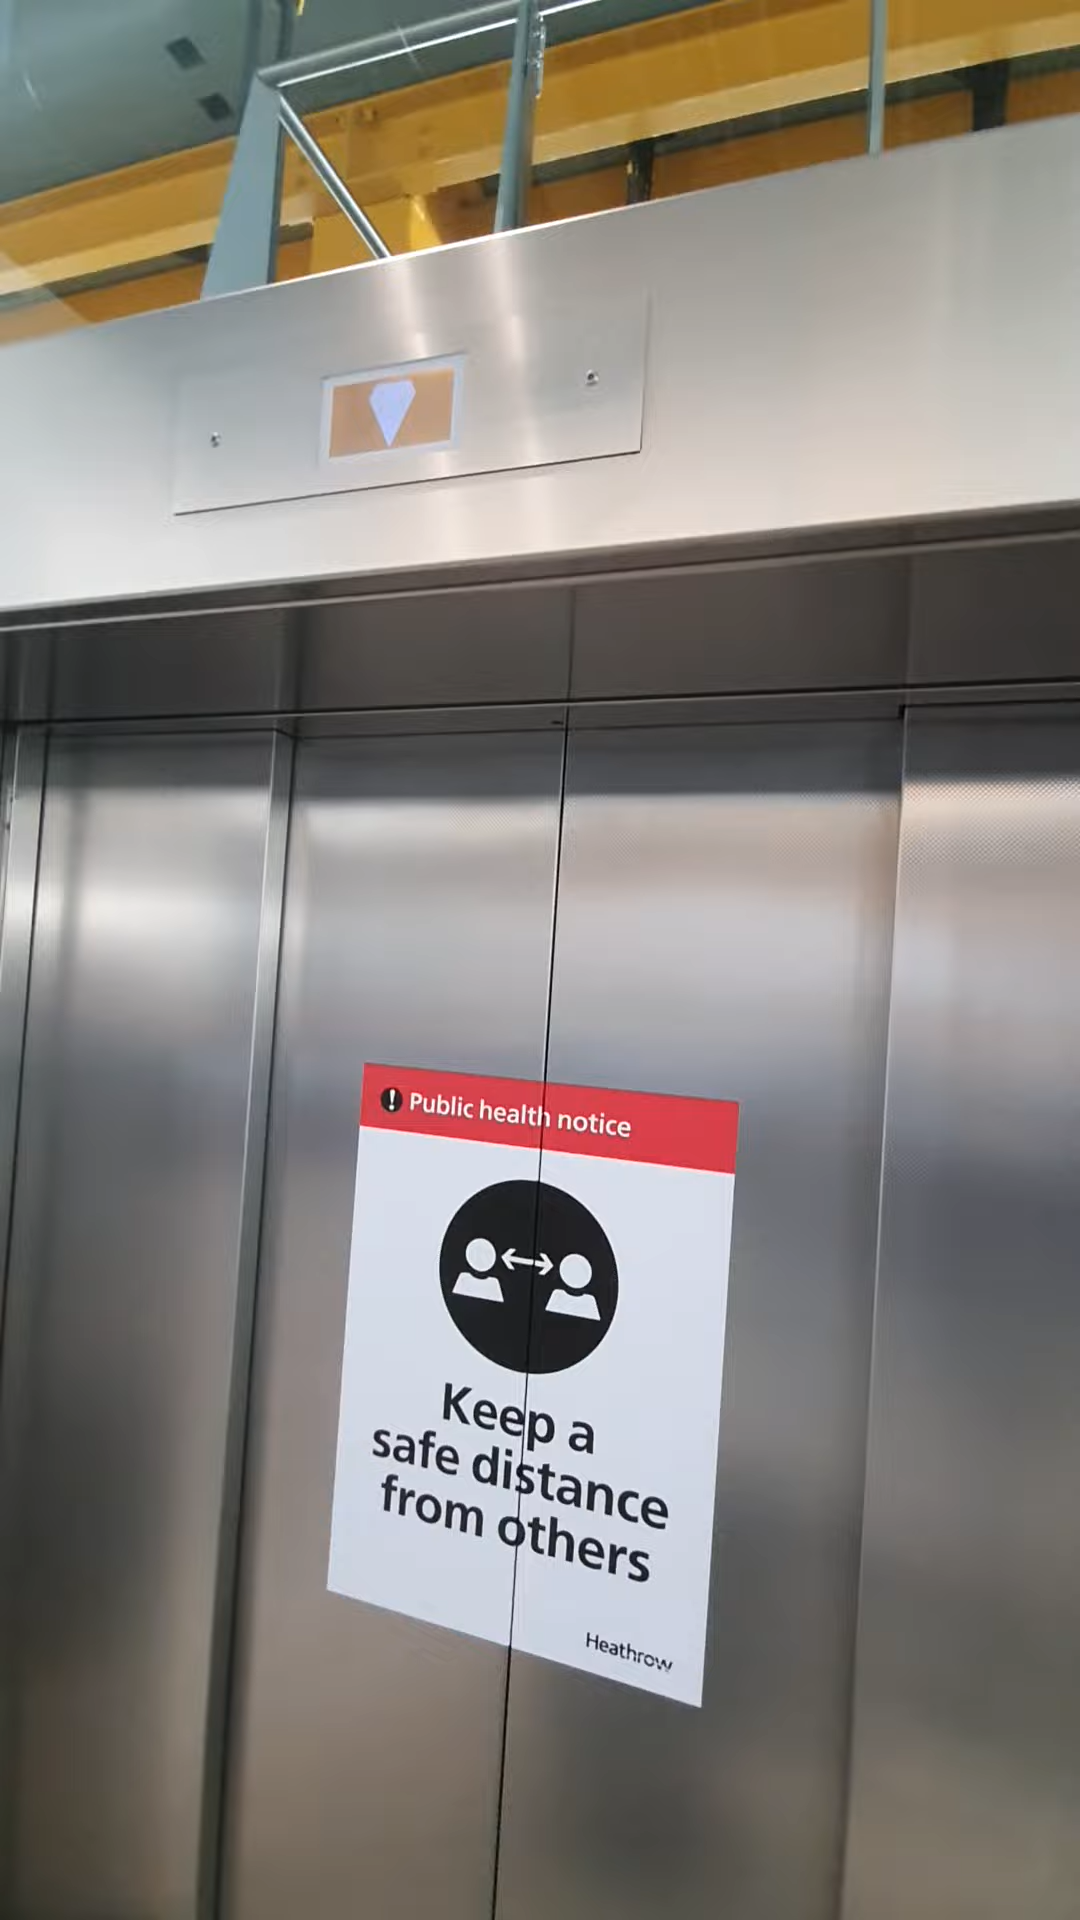 ! Public health notice
Keep a
safe distance
from others
Heathrow